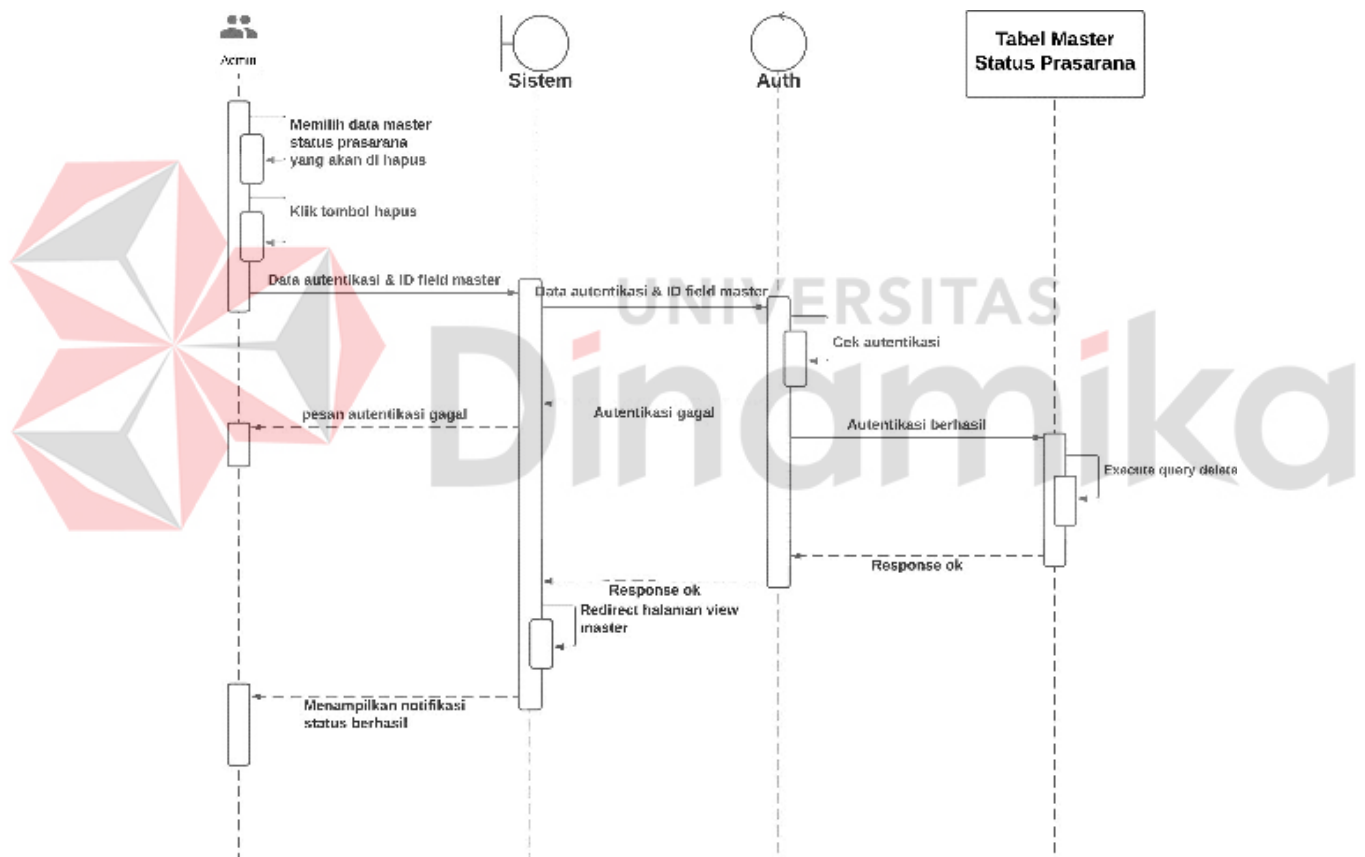 Admin
Sistem
Auth
Tabel Master
Status Prasarana
Memilih data master
status prasarana
yang akan di hapus
Klik tombol hapus
Data autentikasi & ID field master
Data autentikasi & ID field master
UNIVERSITAS
Dinamika
Cek autentikasi
pesan autentikasi gagal
Autentikasi gagal
Autentikasi berhasil
Execute query delete
Response ok
Response ok
Redirect halaman view
master
Menampilkan notifikasi
status berhasil